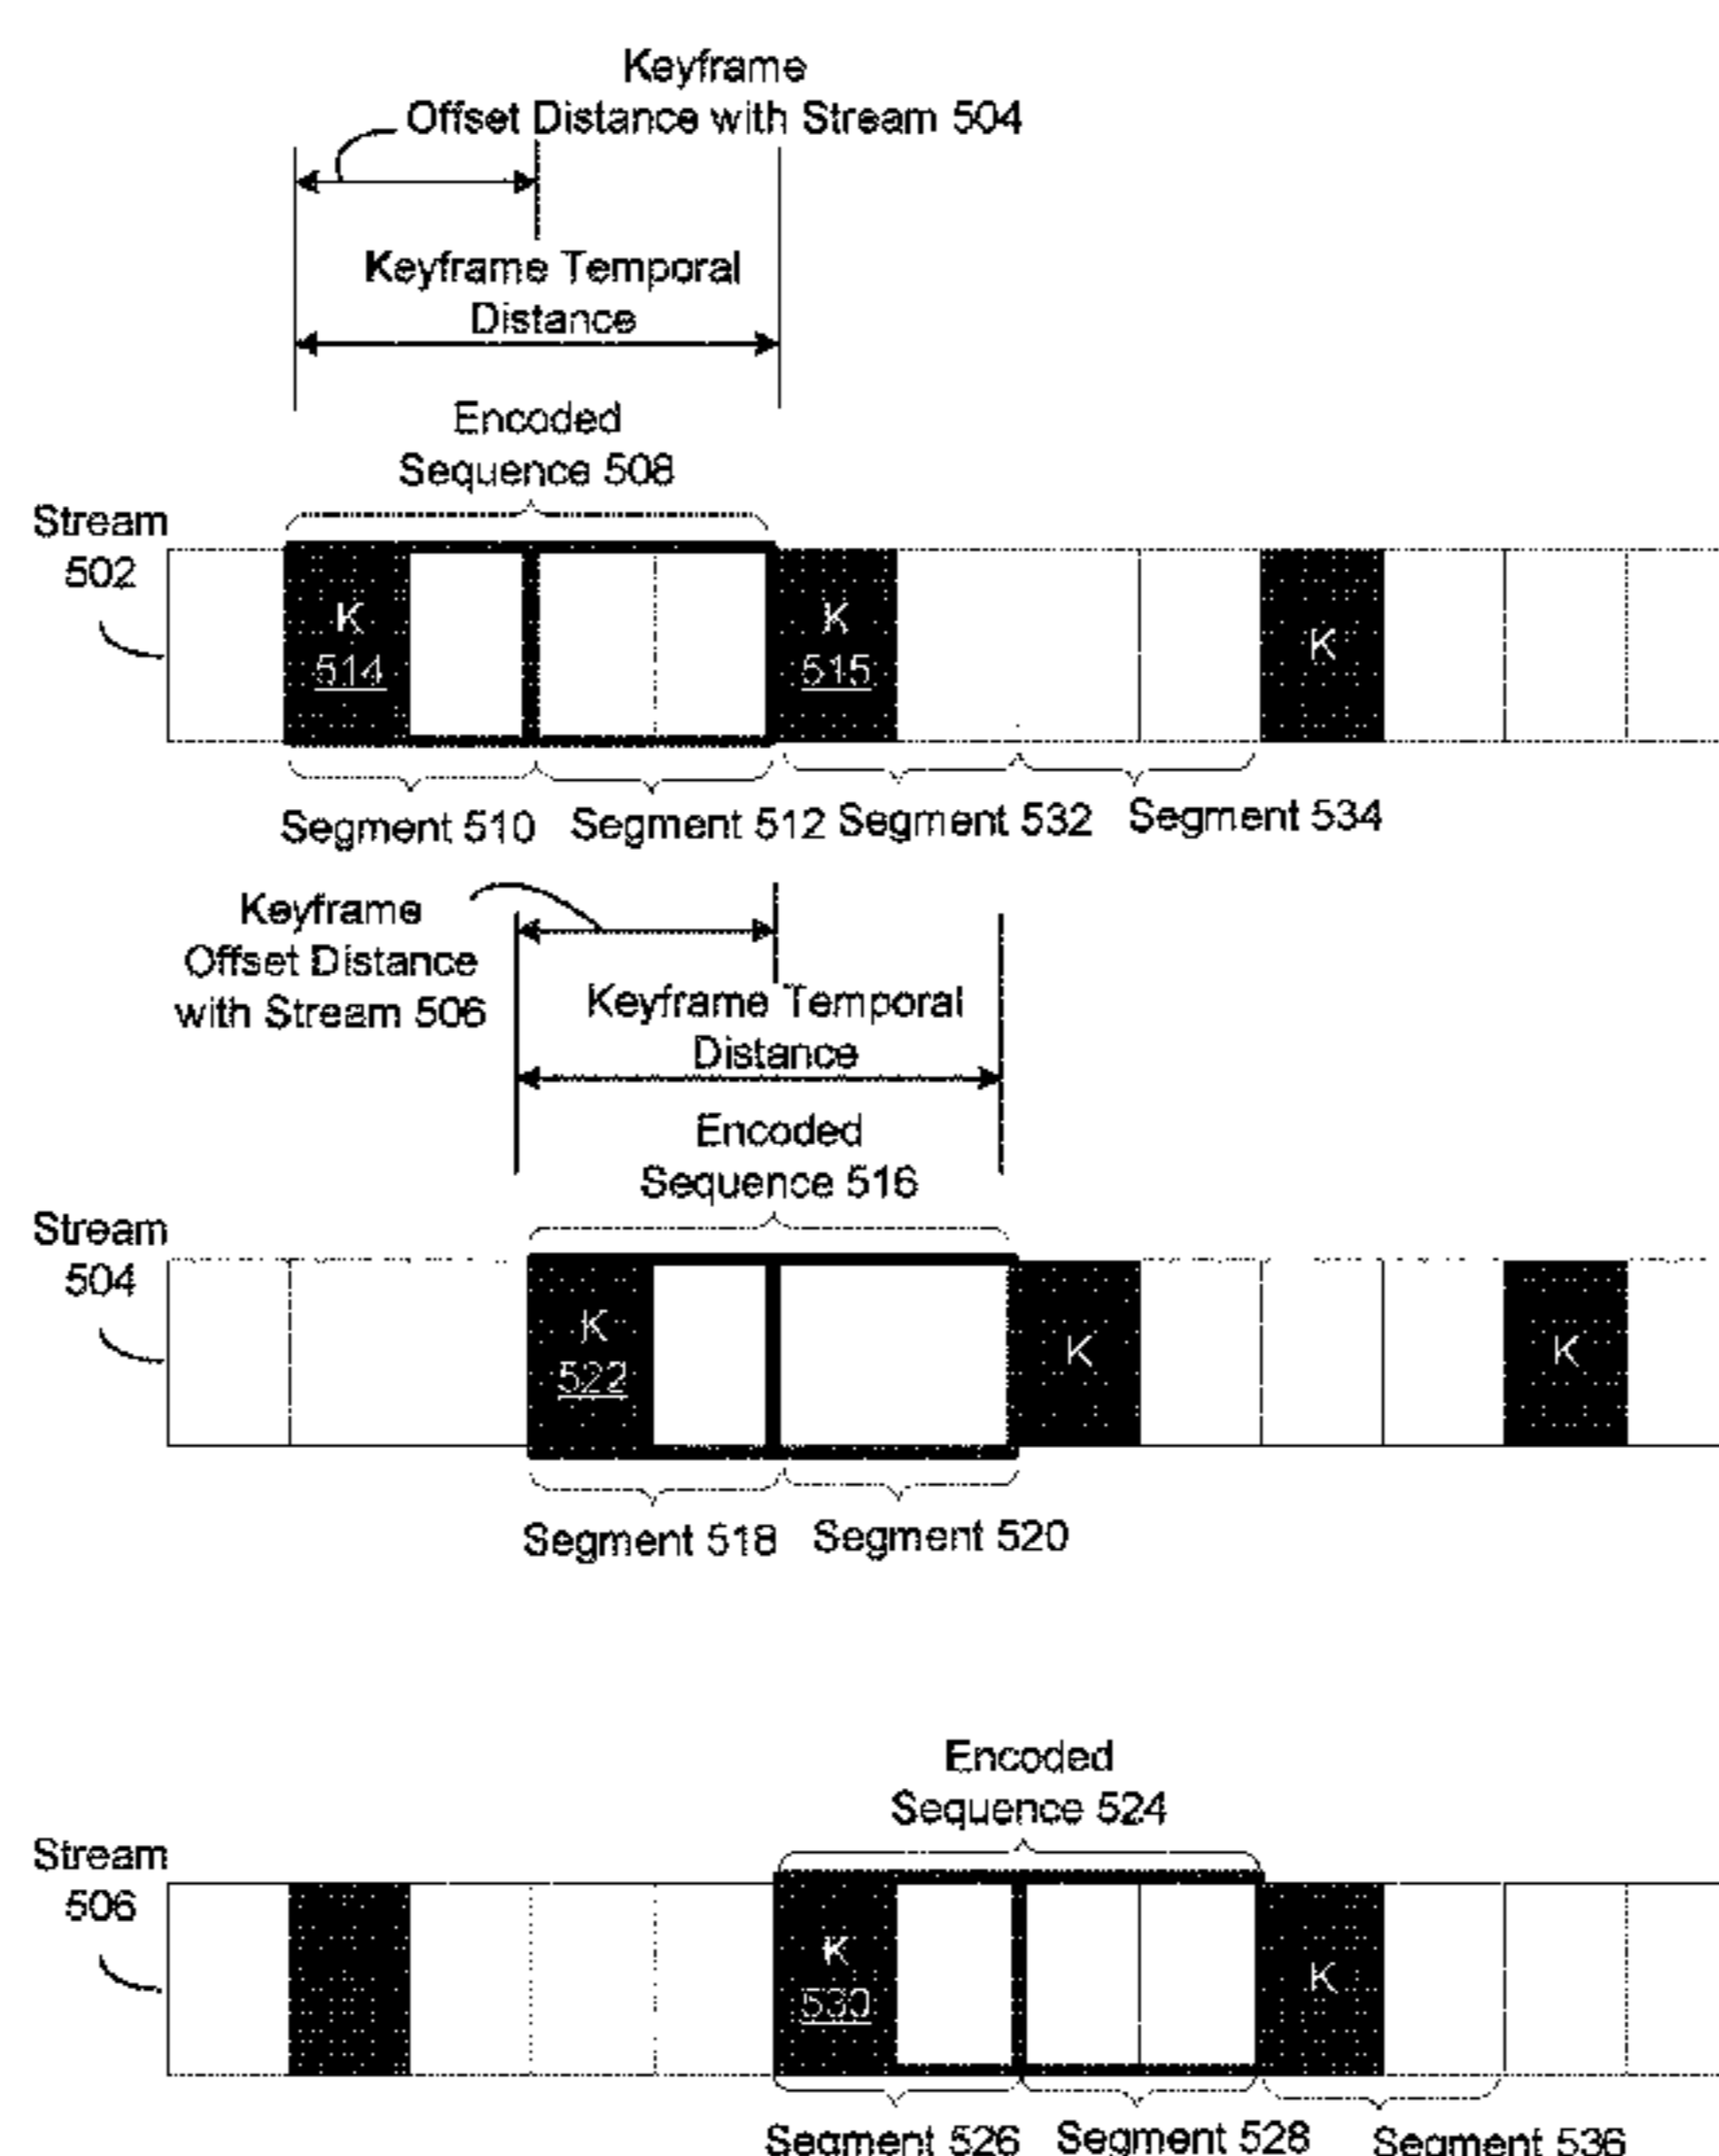 Keyframe
Offset Distance with Stream 504
Keyframe Temporal
Distance
Encoded
Sequence 508
Stream
502
K
514
K
515
K
Segment 510
Segment 512
Segment 532
Segment 534
Keyframe
Offset Distance
with Stream 506
Keyframe Temporal
Distance
Encoded
Sequence 516
Stream
504
K
522
K
K
Segment 518
Segment 520
Encoded
Sequence 524
Stream
506
K
530
K
Segment 526
Segment 528
Segment 536